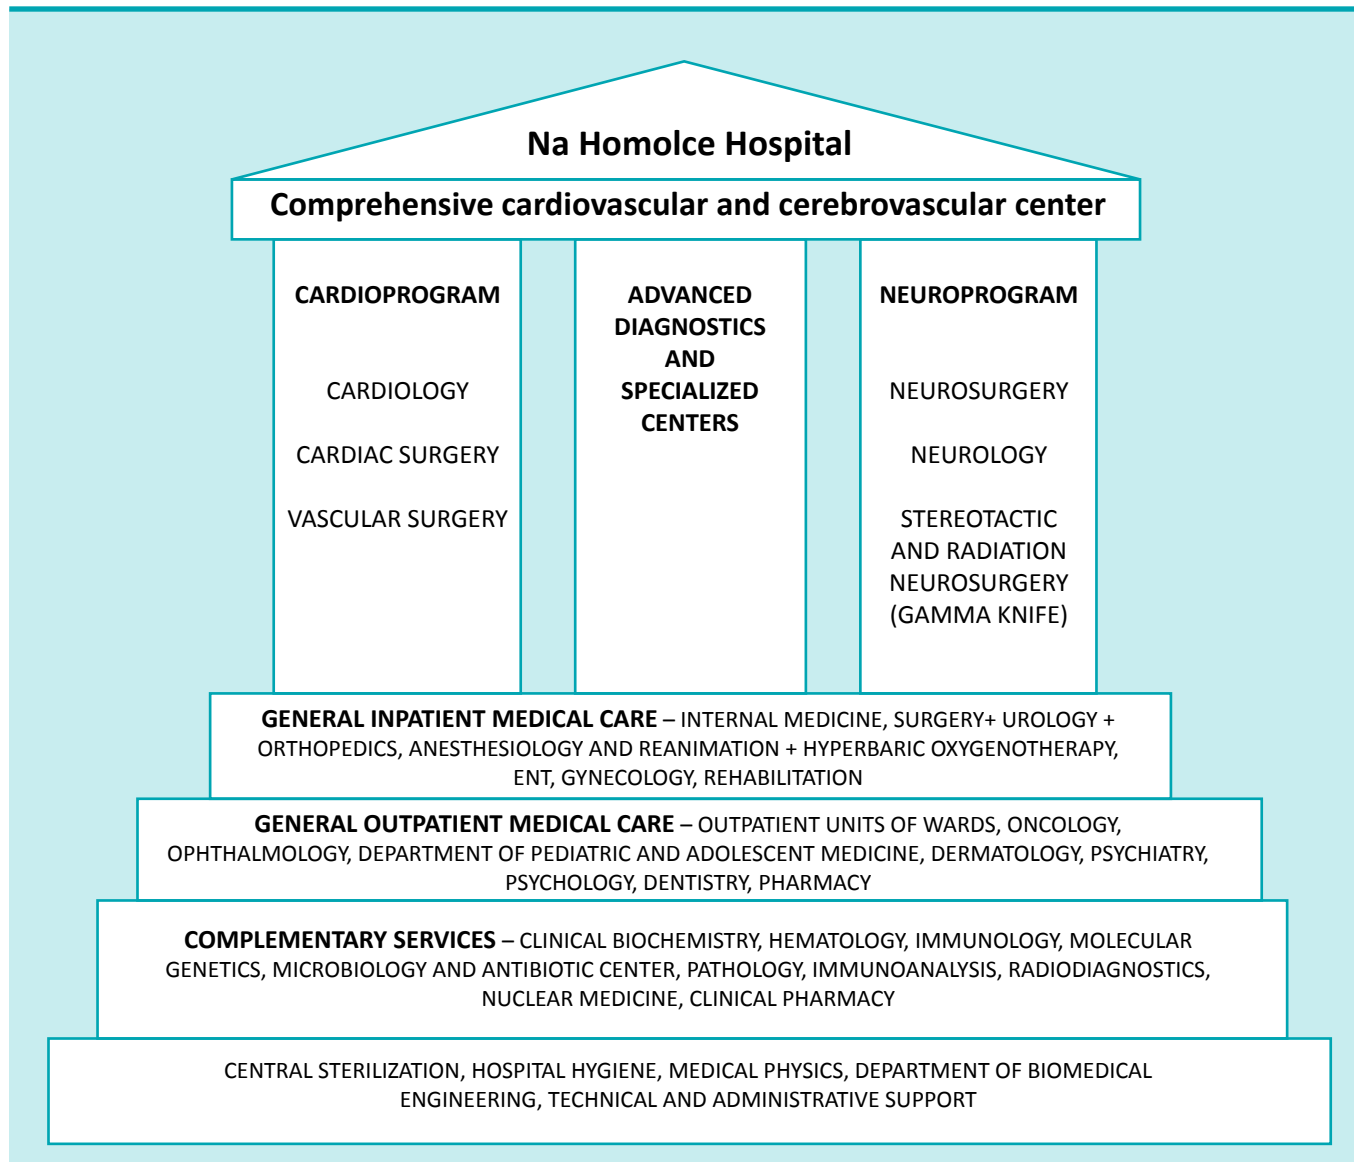 Na Homolce Hospital
Comprehensive cardiovascular and cerebrovascular center
CARDIOPROGRAM
CARDIOLOGY
CARDIAC SURGERY
VASCULAR SURGERY
ADVANCED
DIAGNOSTICS
AND
SPECIALIZED
CENTERS
NEUROPROGRAM
NEUROSURGERY
NEUROLOGY
STEREOTACTIC
AND RADIATION
NEUROSURGERY
(GAMMA KNIFE)
GENERAL INPATIENT MEDICAL CARE – INTERNAL MEDICINE, SURGERY+ UROLOGY +
ORTHOPEDICS, ANESTHESIOLOGY AND REANIMATION + HYPERBARIC OXYGENOTHERAPY,
ENT, GYNECOLOGY, REHABILITATION
GENERAL OUTPATIENT MEDICAL CARE – OUTPATIENT UNITS OF WARDS, ONCOLOGY,
OPHTHALMOLOGY, DEPARTMENT OF PEDIATRIC AND ADOLESCENT MEDICINE, DERMATOLOGY, PSYCHIATRY,
PSYCHOLOGY, DENTISTRY, PHARMACY
COMPLEMENTARY SERVICES – CLINICAL BIOCHEMISTRY, HEMATOLOGY, IMMUNOLOGY, MOLECULAR
GENETICS, MICROBIOLOGY AND ANTIBIOTIC CENTER, PATHOLOGY, IMMUNOANALYSIS, RADIODIAGNOSTICS,
NUCLEAR MEDICINE, CLINICAL PHARMACY
CENTRAL STERILIZATION, HOSPITAL HYGIENE, MEDICAL PHYSICS, DEPARTMENT OF BIOMEDICAL
ENGINEERING, TECHNICAL AND ADMINISTRATIVE SUPPORT